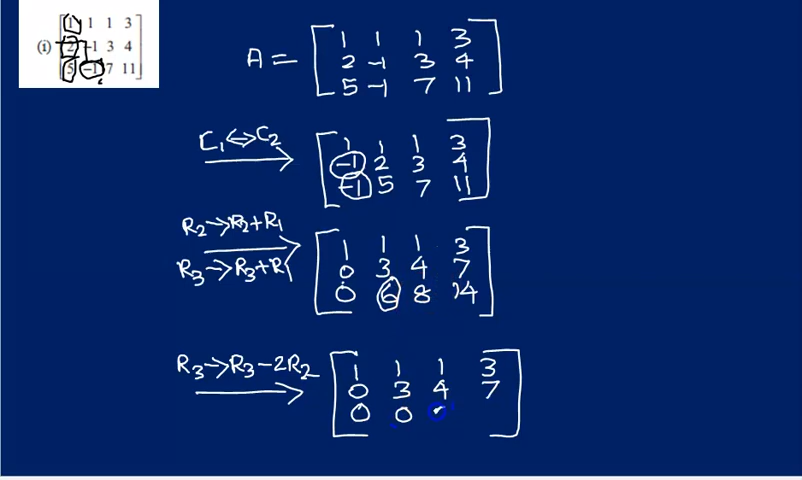 (i) [1 1 1 3
2 -1 3 4
5 -1 7 11]
A = [1 1 1 3
2 -1 3 4
5 -1 7 11]
C1 <-> C2
[1 1 1 3
-1 2 3 4
-1 5 7 11]
R2 → R2 + R1
R3 → R3 + R1
[1 1 1 3
0 3 4 7
0 6 8 14]
R3 → R3 - 2R2
[1 1 1 3
0 3 4 7
0 0]